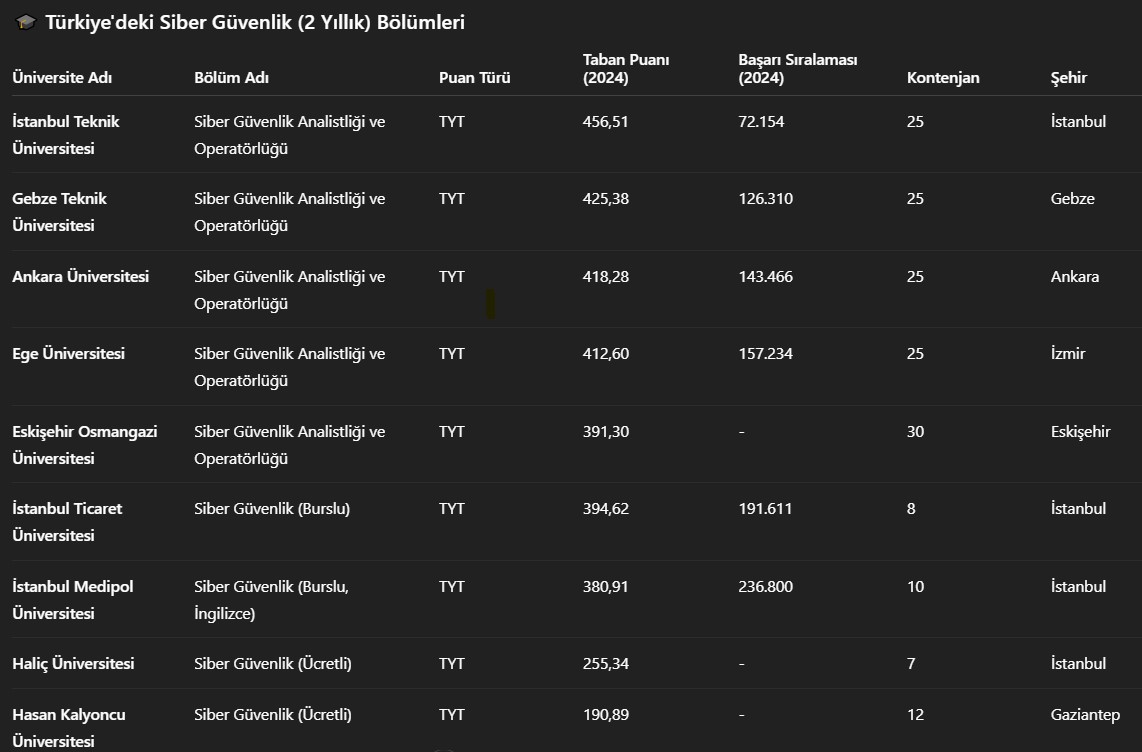 🎓 Türkiye'deki Siber Güvenlik (2 Yıllık) Bölümleri
Üniversite Adı Bölüm Adı Puan Türü Taban Puanı (2024) Başarı Sıralaması (2024) Kontenjan Şehir
İstanbul Teknik Üniversitesi Siber Güvenlik Analistliği ve Operatörlüğü TYT 456,51 72.154 25 İstanbul
Gebze Teknik Üniversitesi Siber Güvenlik Analistliği ve Operatörlüğü TYT 425,38 126.310 25 Gebze
Ankara Üniversitesi Siber Güvenlik Analistliği ve Operatörlüğü TYT 418,28 143.466 25 Ankara
Ege Üniversitesi Siber Güvenlik Analistliği ve Operatörlüğü TYT 412,60 157.234 25 İzmir
Eskişehir Osmangazi Üniversitesi Siber Güvenlik Analistliği ve Operatörlüğü TYT 391,30 - 30 Eskişehir
İstanbul Ticaret Üniversitesi Siber Güvenlik (Burslu) TYT 394,62 191.611 8 İstanbul
İstanbul Medipol Üniversitesi Siber Güvenlik (Burslu, İngilizce) TYT 380,91 236.800 10 İstanbul
Haliç Üniversitesi Siber Güvenlik (Ücretli) TYT 255,34 - 7 İstanbul
Hasan Kalyoncu Üniversitesi Siber Güvenlik (Ücretli) TYT 190,89 - 12 Gaziantep